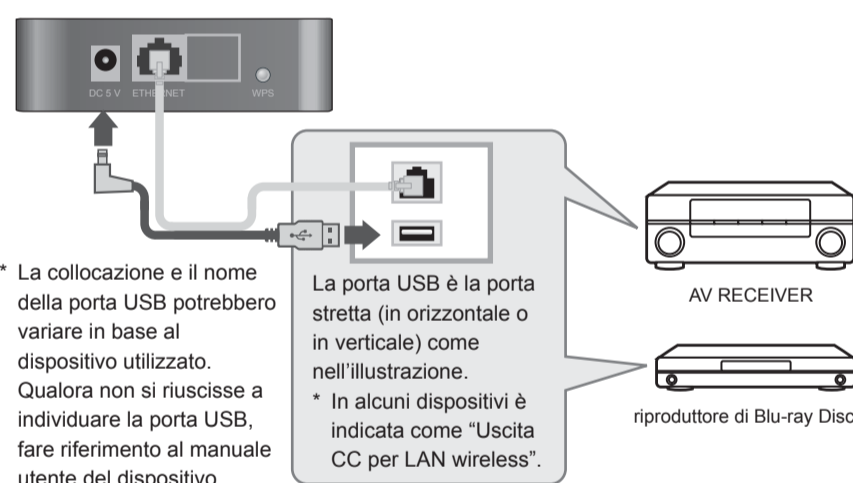 DC 5 V
ETHERNET
WPS
* La collocazione e il nome
della porta USB potrebbero
variare in base al
dispositivo utilizzato.
Qualora non si riuscisse a
individuare la porta USB,
fare riferimento al manuale
utente del dispositivo
La porta USB è la porta
stretta (in orizzontale o
in verticale) come
nell’illustrazione.
* In alcuni dispositivi è
indicata come “Uscita
CC per LAN wireless”.
AV RECEIVER
riproduttore di Blu-ray Disc